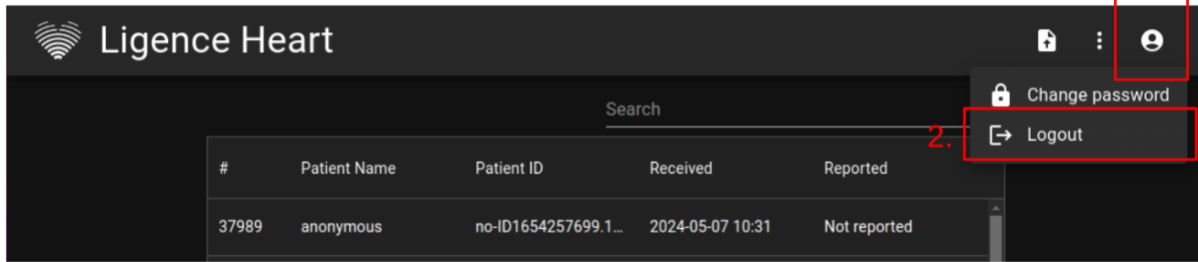 Ligence Heart
Change password
Search
2. Logout
# Patient Name Patient ID Received Reported
37989 anonymous no-ID1654257699.1... 2024-05-07 10:31 Not reported